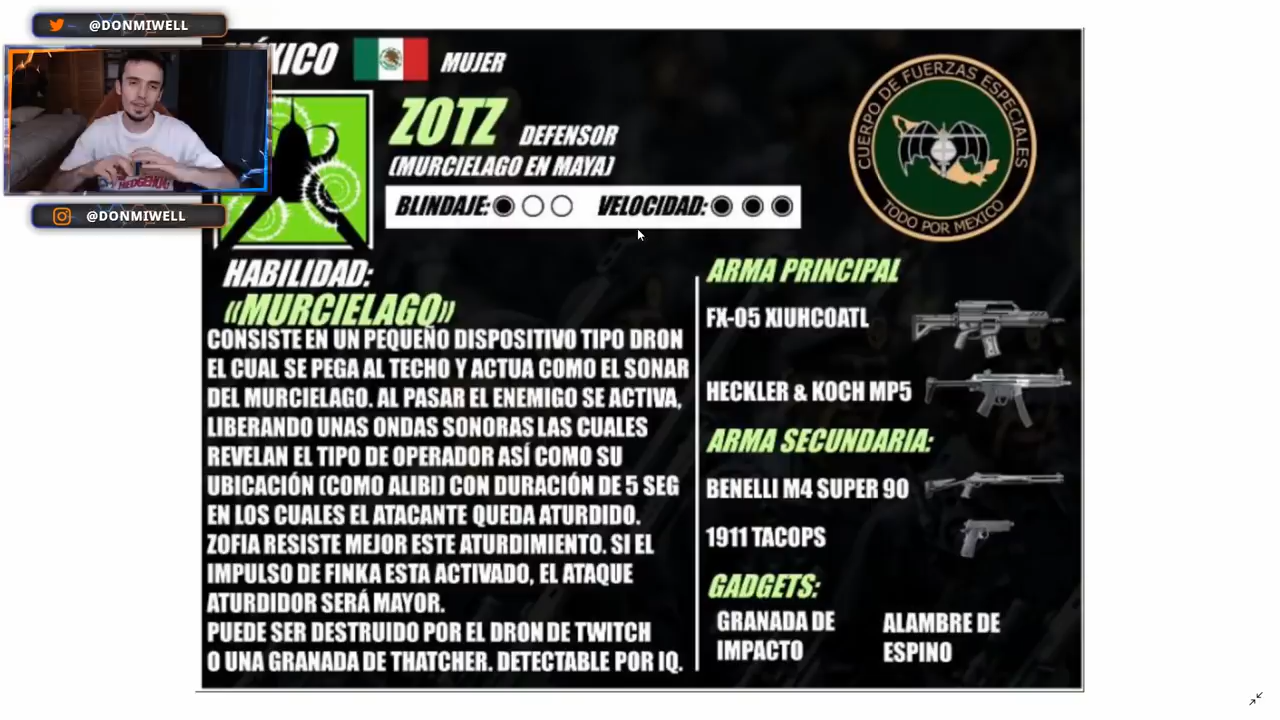 @DONMIWELL
MÉXICO
MUJER
ZOTZ DEFENSOR
(MURCIELAGO EN MAYA)
BLINDAJE: VELOCIDAD:
CUERPO DE FUERZAS ESPECIALES
TODO POR MEXICO
@DONMIWELL
HABILIDAD:
«MURCIELAGO»
CONSISTE EN UN PEQUEÑO DISPOSITIVO TIPO DRON
EL CUAL SE PEGA AL TECHO Y ACTUA COMO EL SONAR
DEL MURCIELAGO. AL PASAR EL ENEMIGO SE ACTIVA,
LIBERANDO UNAS ONDAS SONORAS LAS CUALES
REVELAN EL TIPO DE OPERADOR ASÍ COMO SU
UBICACIÓN (COMO ALIBI) CON DURACIÓN DE 5 SEG
EN LOS CUALES EL ATACANTE QUEDA ATURDIDO.
ZOFIA RESISTE MEJOR ESTE ATURDIMIENTO. SI EL
IMPULSO DE FINKA ESTA ACTIVADO, EL ATAQUE
ATURDIDOR SERÁ MAYOR.
PUEDE SER DESTRUIDO POR EL DRON DE TWITCH
O UNA GRANADA DE THATCHER. DETECTABLE POR IQ.
ARMA PRINCIPAL
FX-05 XIUHCOATL
HECKLER & KOCH MP5
ARMA SECUNDARIA:
BENELLI M4 SUPER 90
1911 TACOPS
GADGETS:
GRANADA DE
IMPACTO
ALAMBRE DE
ESPINO